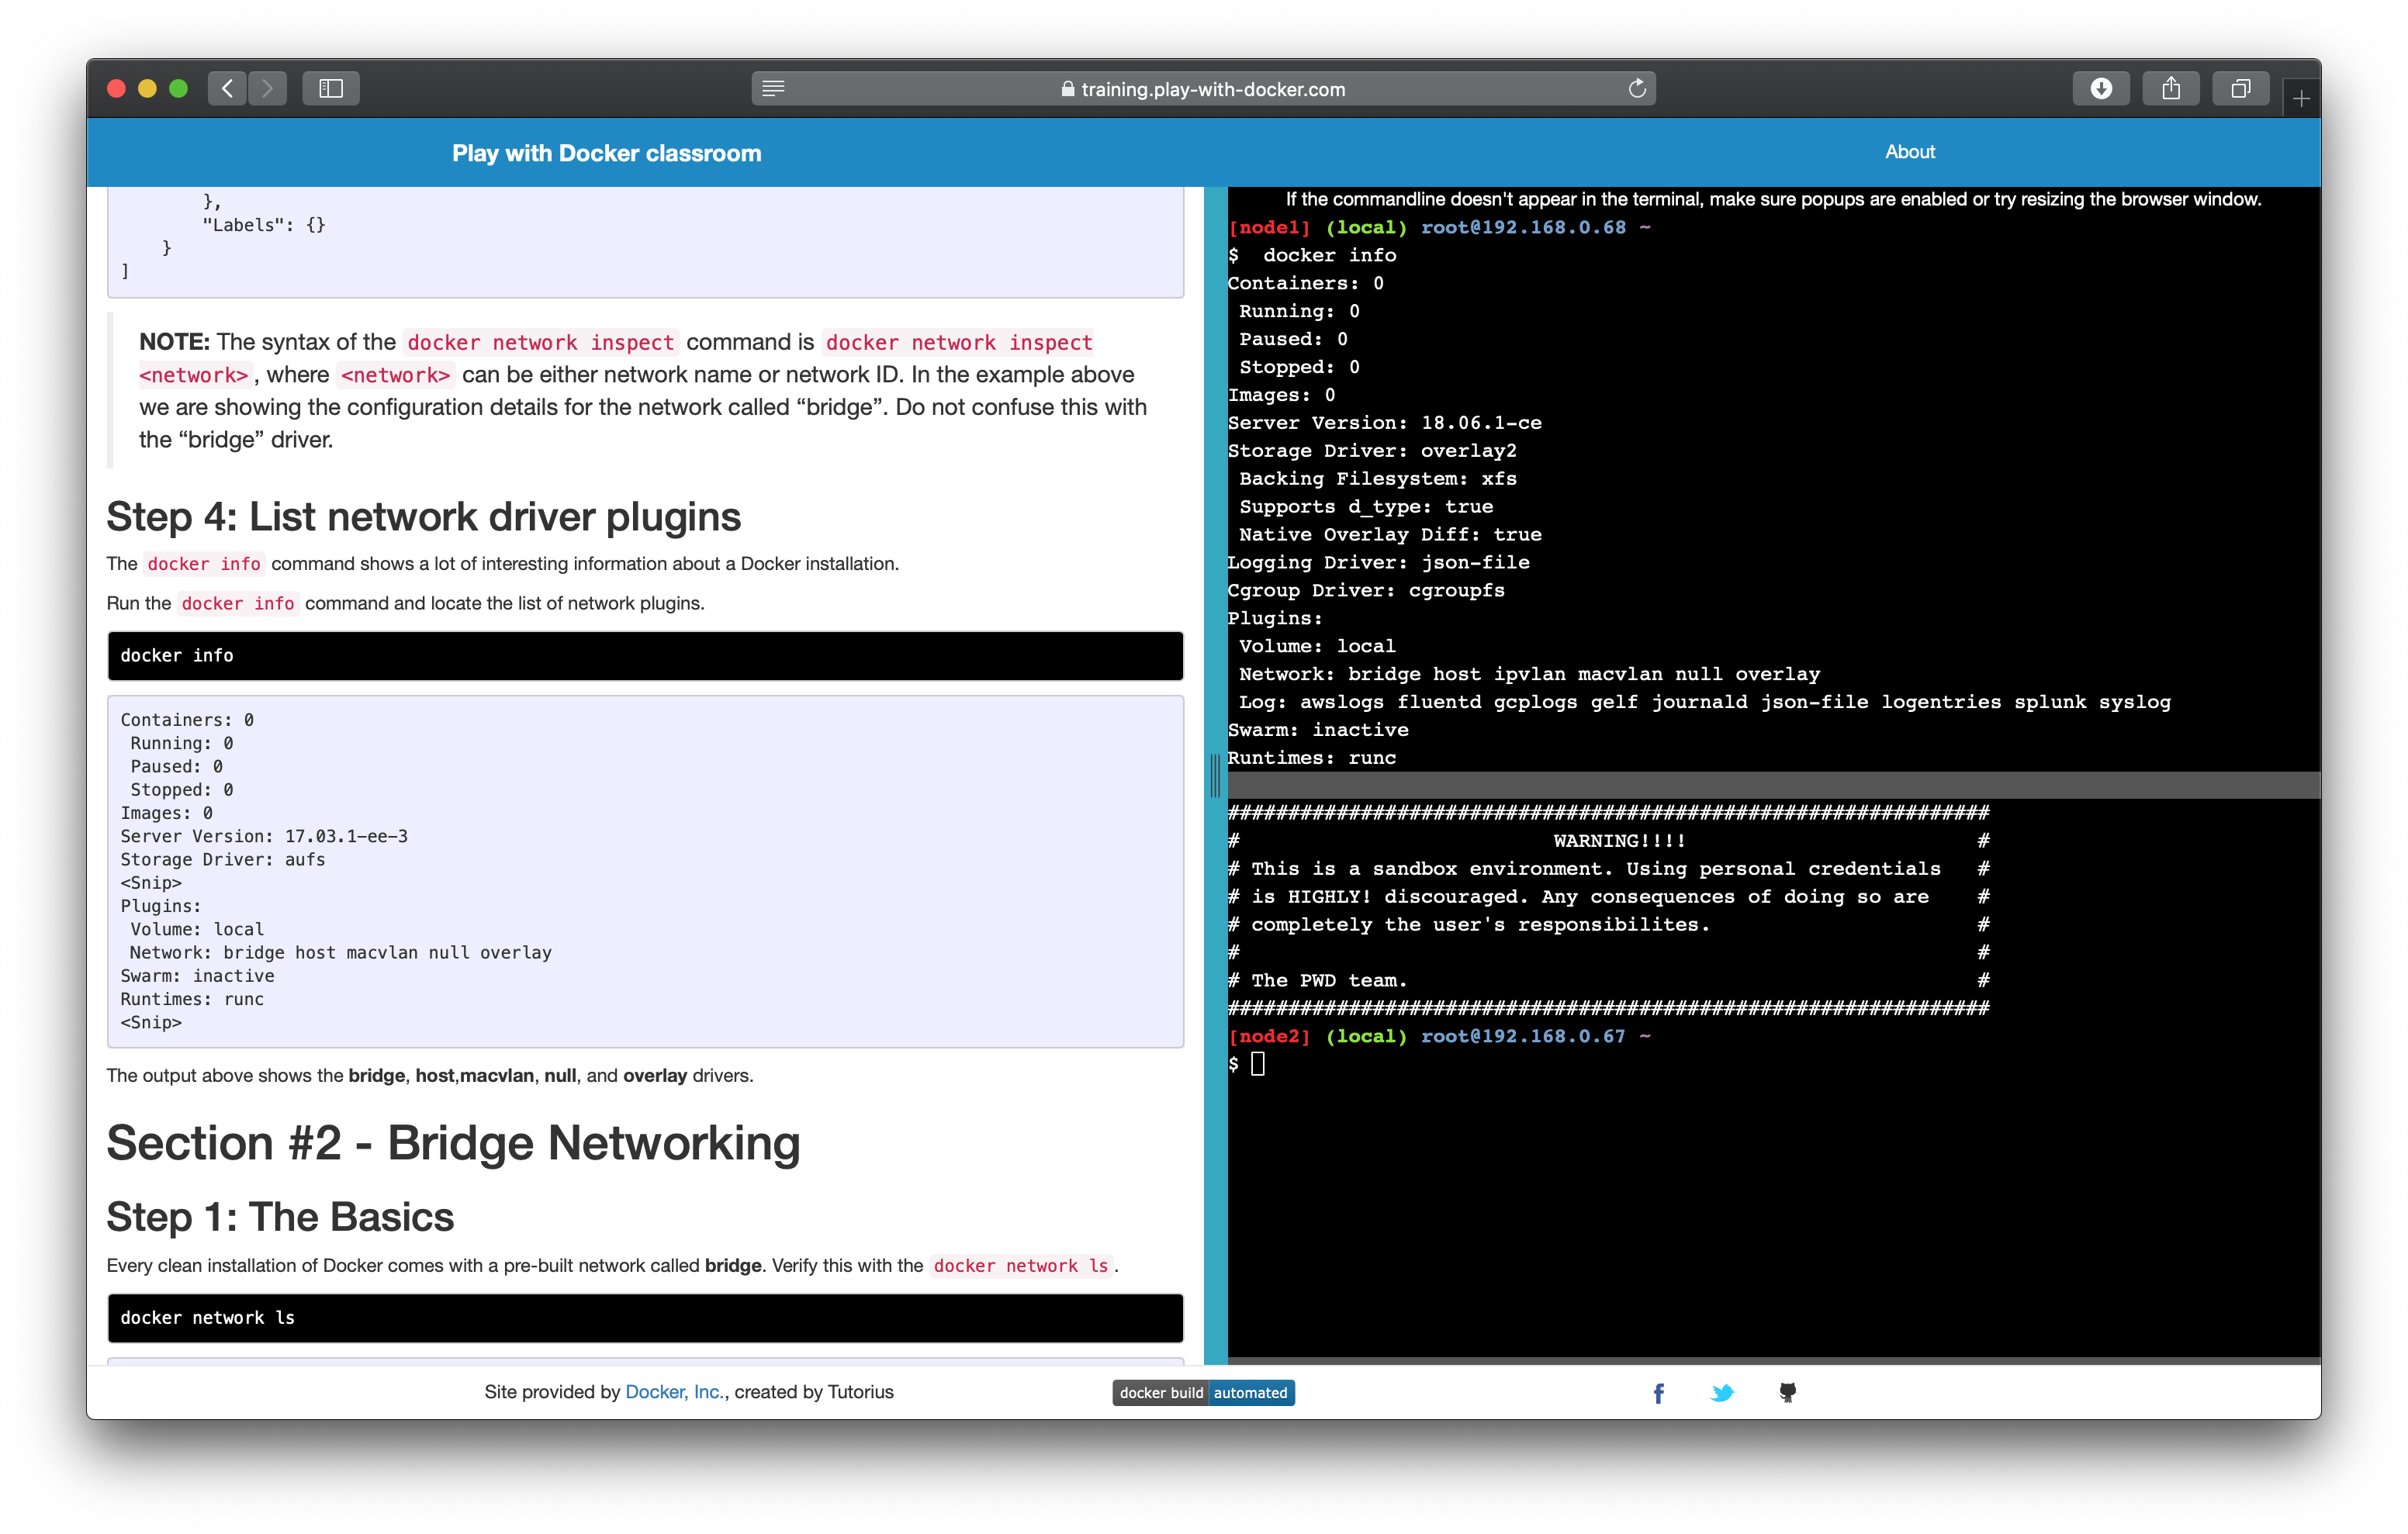 training.play-with-docker.com
Play with Docker classroom
About
},
"Labels": {}
}
]
NOTE: The syntax of the docker network inspect command is docker network inspect
<network> , where <network> can be either network name or network ID. In the example above
we are showing the configuration details for the network called “bridge”. Do not confuse this with
the “bridge” driver.
Step 4: List network driver plugins
The docker info command shows a lot of interesting information about a Docker installation.
Run the docker info command and locate the list of network plugins.
docker info
Containers: 0
Running: 0
Paused: 0
Stopped: 0
Images: 0
Server Version: 17.03.1-ee-3
Storage Driver: aufs
<Snip>
Plugins:
Volume: local
Network: bridge host macvlan null overlay
Swarm: inactive
Runtimes: runc
<Snip>
The output above shows the bridge, host,macvlan, null, and overlay drivers.
Section #2 - Bridge Networking
Step 1: The Basics
Every clean installation of Docker comes with a pre-built network called bridge. Verify this with the docker network ls .
docker network ls
If the commandline doesn't appear in the terminal, make sure popups are enabled or try resizing the browser window.
[node1] (local) root@192.168.0.68 ~
$  docker info
Containers: 0
Running: 0
Paused: 0
Stopped: 0
Images: 0
Server Version: 18.06.1-ce
Storage Driver: overlay2
Backing Filesystem: xfs
Supports d_type: true
Native Overlay Diff: true
Logging Driver: json-file
Cgroup Driver: cgroupfs
Plugins:
Volume: local
Network: bridge host ipvlan macvlan null overlay
Log: awslogs fluentd gcplogs gelf journald json-file logentries splunk syslog
Swarm: inactive
Runtimes: runc
###############################################################
#                          WARNING!!!!                        #
# This is a sandbox environment. Using personal credentials   #
# is HIGHLY! discouraged. Any consequences of doing so are    #
# completely the user's responsibilites.                      #
#                                                             #
# The PWD team.                                               #
###############################################################
[node2] (local) root@192.168.0.67 ~
$
Site provided by Docker, Inc., created by Tutorius
docker build automated